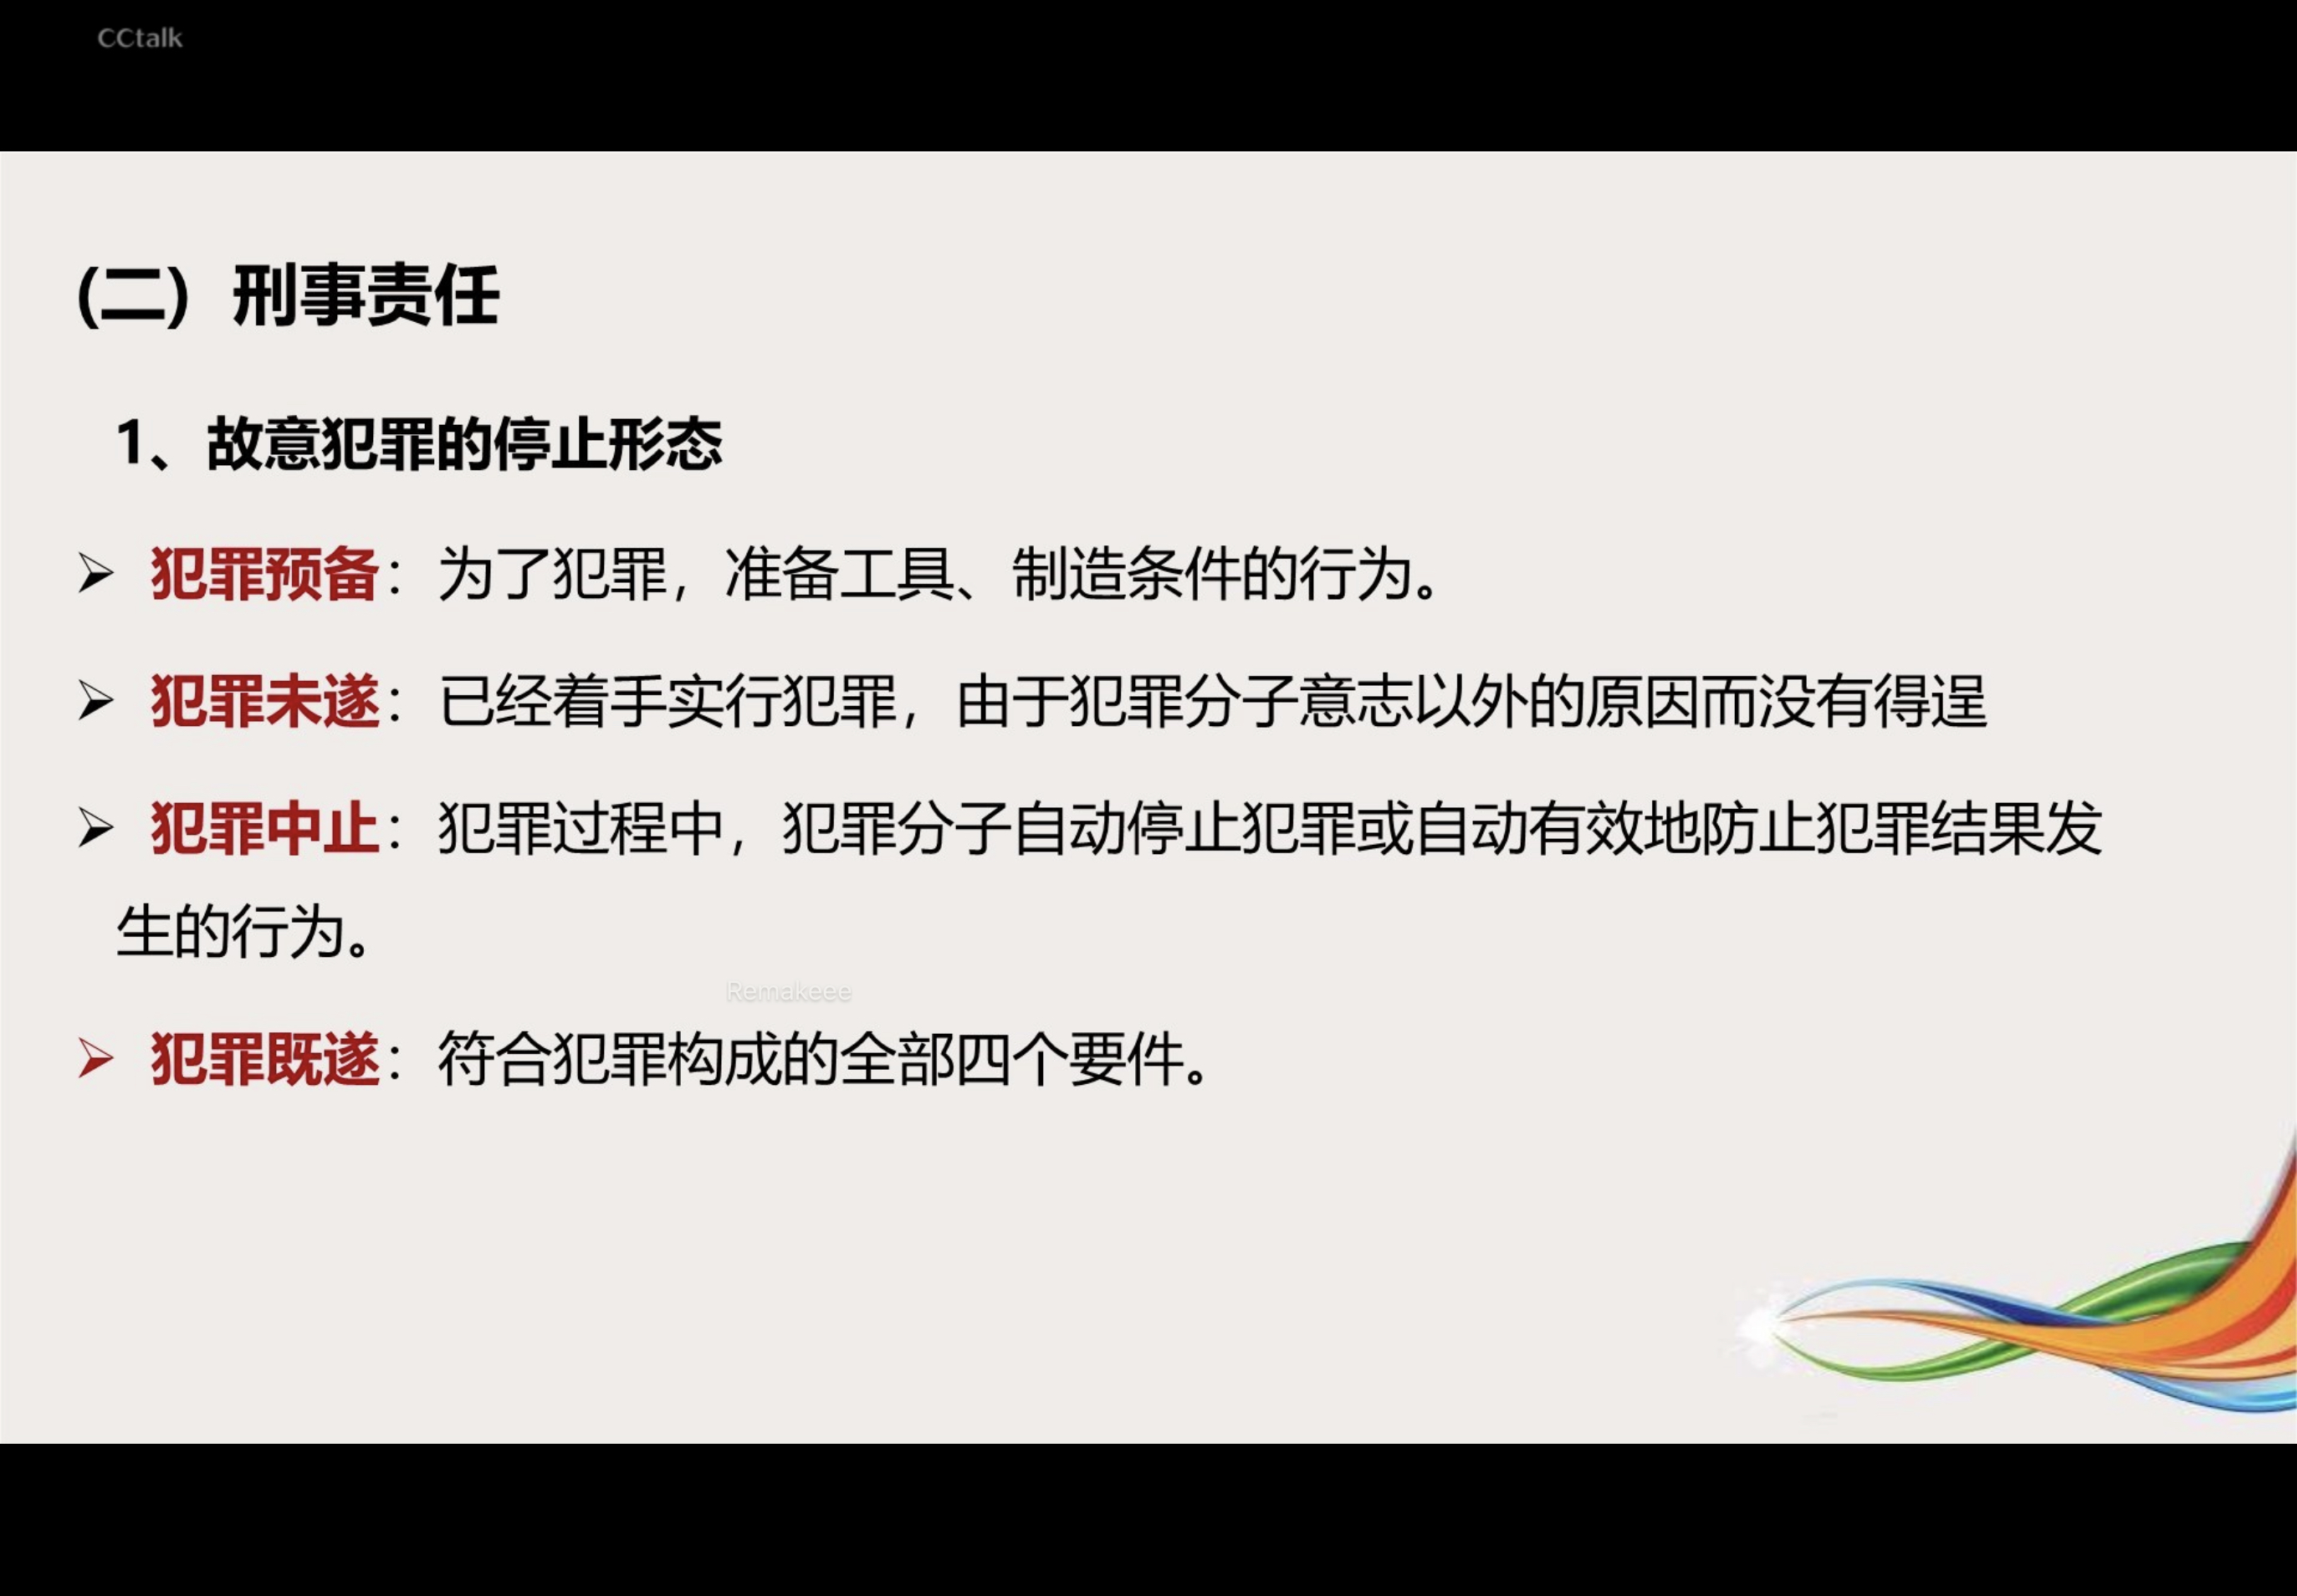 CCtalk
(二) 刑事责任
1、故意犯罪的停止形态
➢ 犯罪预备：为了犯罪，准备工具、制造条件的行为。
➢ 犯罪未遂：已经着手实行犯罪，由于犯罪分子意志以外的原因而没有得逞
➢ 犯罪中止：犯罪过程中，犯罪分子自动停止犯罪或自动有效地防止犯罪结果发
生的行为。
Remakeee
➢ 犯罪既遂：符合犯罪构成的全部四个要件。